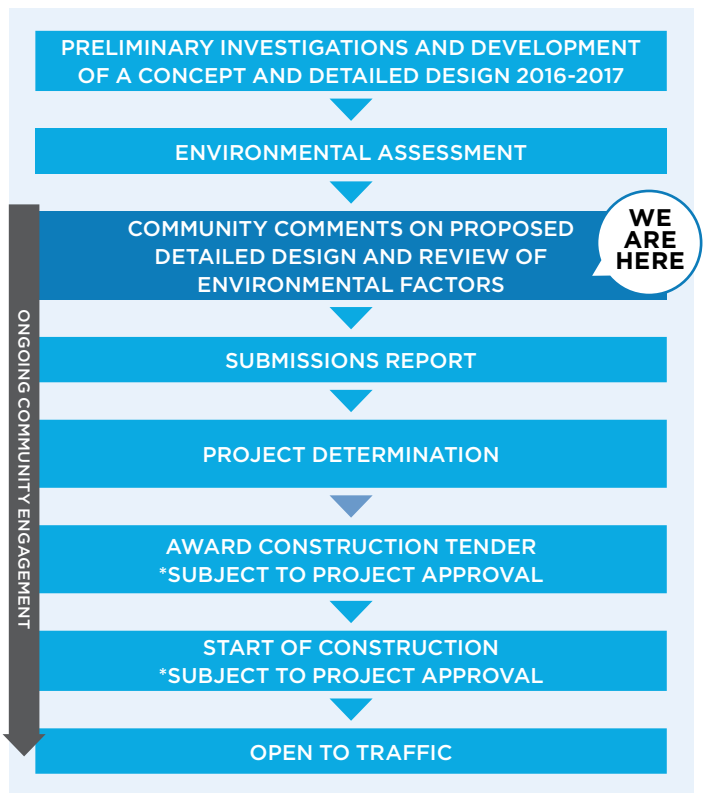 PRELIMINARY INVESTIGATIONS AND DEVELOPMENT
OF A CONCEPT AND DETAILED DESIGN 2016-2017
ENVIRONMENTAL ASSESSMENT
COMMUNITY COMMENTS ON PROPOSED
DETAILED DESIGN AND REVIEW OF
ENVIRONMENTAL FACTORS
WE
ARE
HERE
ONGOING COMMUNITY ENGAGEMENT
SUBMISSIONS REPORT
PROJECT DETERMINATION
AWARD CONSTRUCTION TENDER
*SUBJECT TO PROJECT APPROVAL
START OF CONSTRUCTION
*SUBJECT TO PROJECT APPROVAL
OPEN TO TRAFFIC